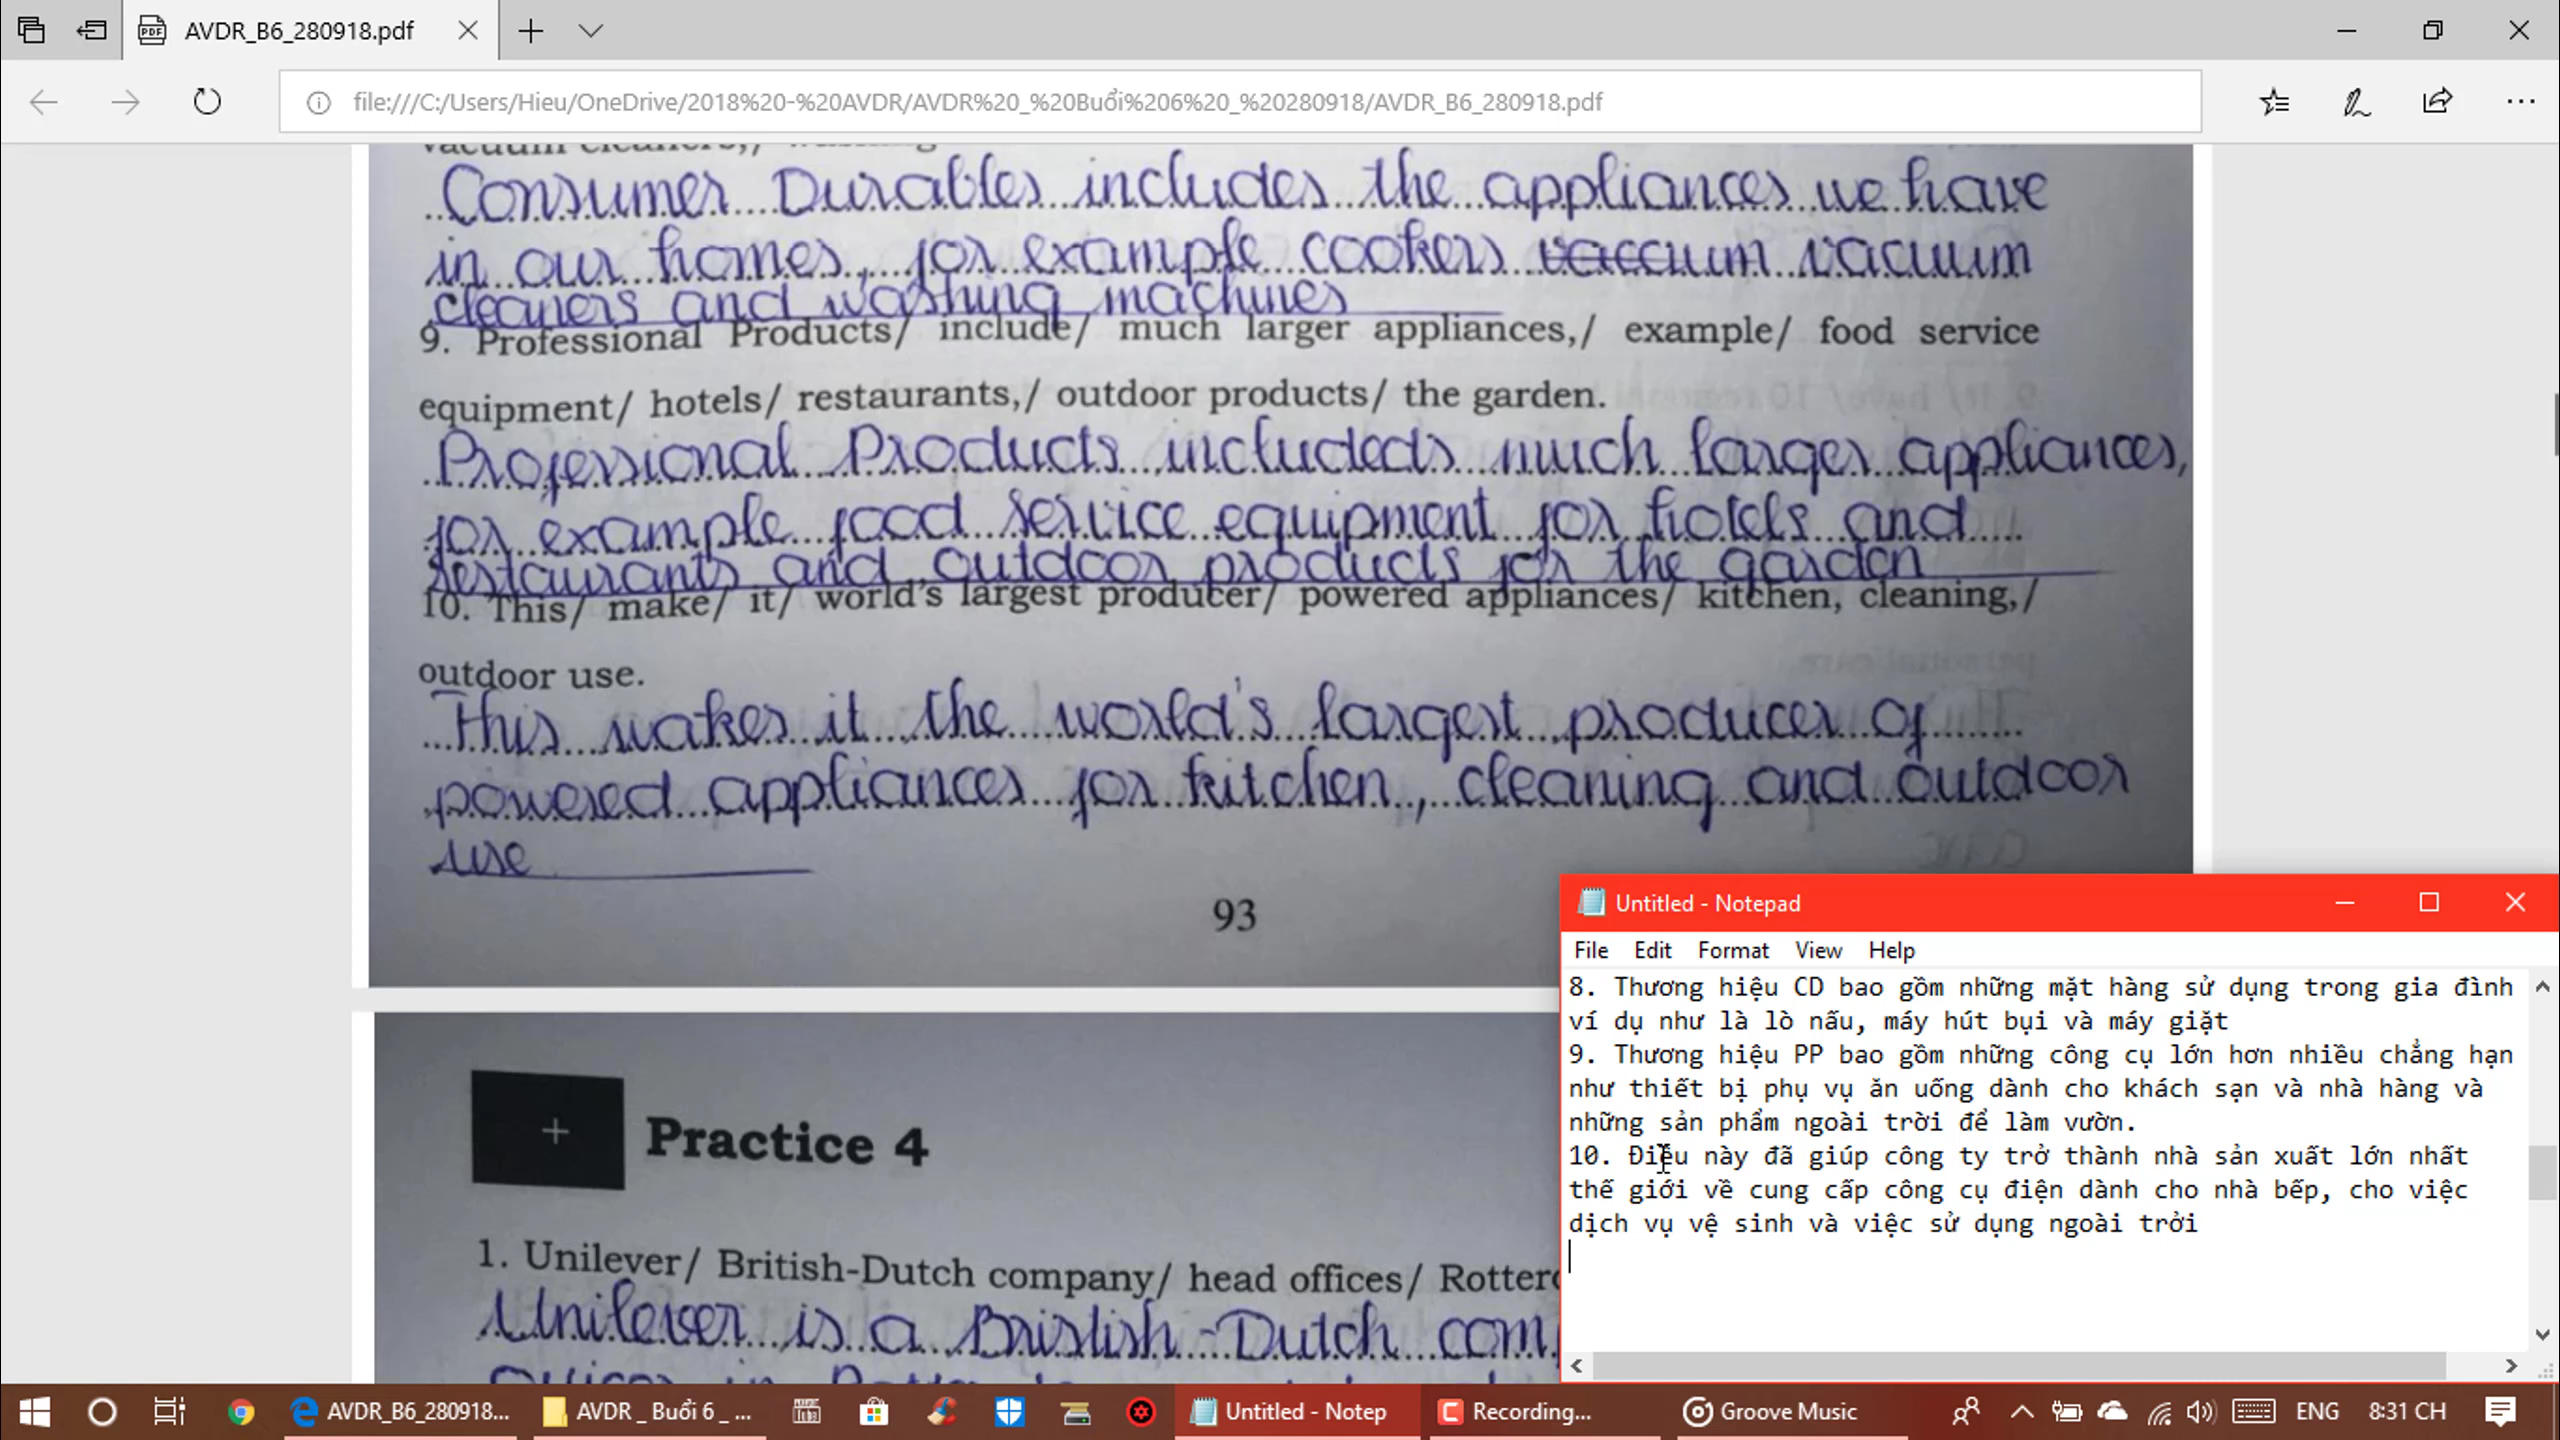 AVDR_B6_280918.pdf
file:///C:/Users/Hieu/OneDrive/2018%20-%20AVDR/AVDR%20_%20Buổi%206%20_%20280918/AVDR_B6_280918.pdf
vacuum cleaners,/
Consumer Durables includes the appliances we have
in our homes, for example cookers vaccuum vacuum
cleaners and washing machines
9. Professional Products/ include/ much larger appliances,/ example/ food service
equipment/ hotels/ restaurants,/ outdoor products/ the garden.
Professional Products includeds much larger appliances,
for example food service equipment for hotels and
restaurants and outdoor products for the garden
10. This/ make/ it/ world's largest producer/ powered appliances/ kitchen, cleaning,/
outdoor use.
This makes it the world's largest producer of
powered appliances for kitchen, cleaning and outdoor
use
93
Practice 4
1. Unilever/ British-Dutch company/ head offices/
Unilever is a Bristish-Dutch
Untitled - Notepad
File Edit Format View Help
8. Thương hiệu CD bao gồm những mặt hàng sử dụng trong gia đình
ví dụ như là lò nấu, máy hút bụi và máy giặt
9. Thương hiệu PP bao gồm những công cụ lớn hơn nhiều chẳng hạn
như thiết bị phụ vụ ăn uống dành cho khách sạn và nhà hàng và
những sản phẩm ngoài trời để làm vườn.
10. Điều này đã giúp công ty trở thành nhà sản xuất lớn nhất
thế giới về cung cấp công cụ điện dành cho nhà bếp, cho việc
dịch vụ vệ sinh và việc sử dụng ngoài trời
AVDR_B6_280918... AVDR _ Buổi 6 _ ... Untitled - Notep Recording... Groove Music ENG 8:31 CH